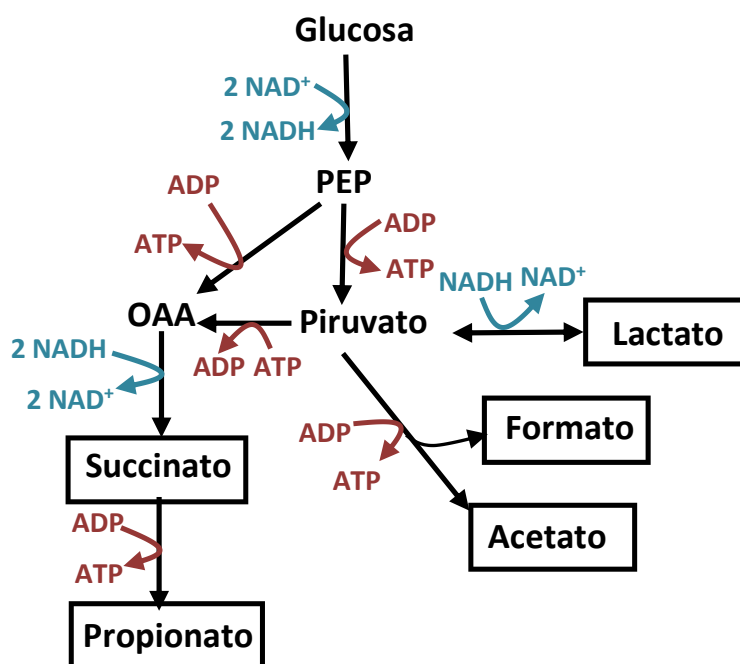 Glucosa
2 NAD⁺
2 NADH
PEP
ADP
ATP
ADP
ATP
NADH NAD⁺
OAA
Piruvato
Lactato
ADP ATP
2 NADH
2 NAD⁺
ADP
ATP
Formato
Succinato
Acetato
ADP
ATP
Propionato